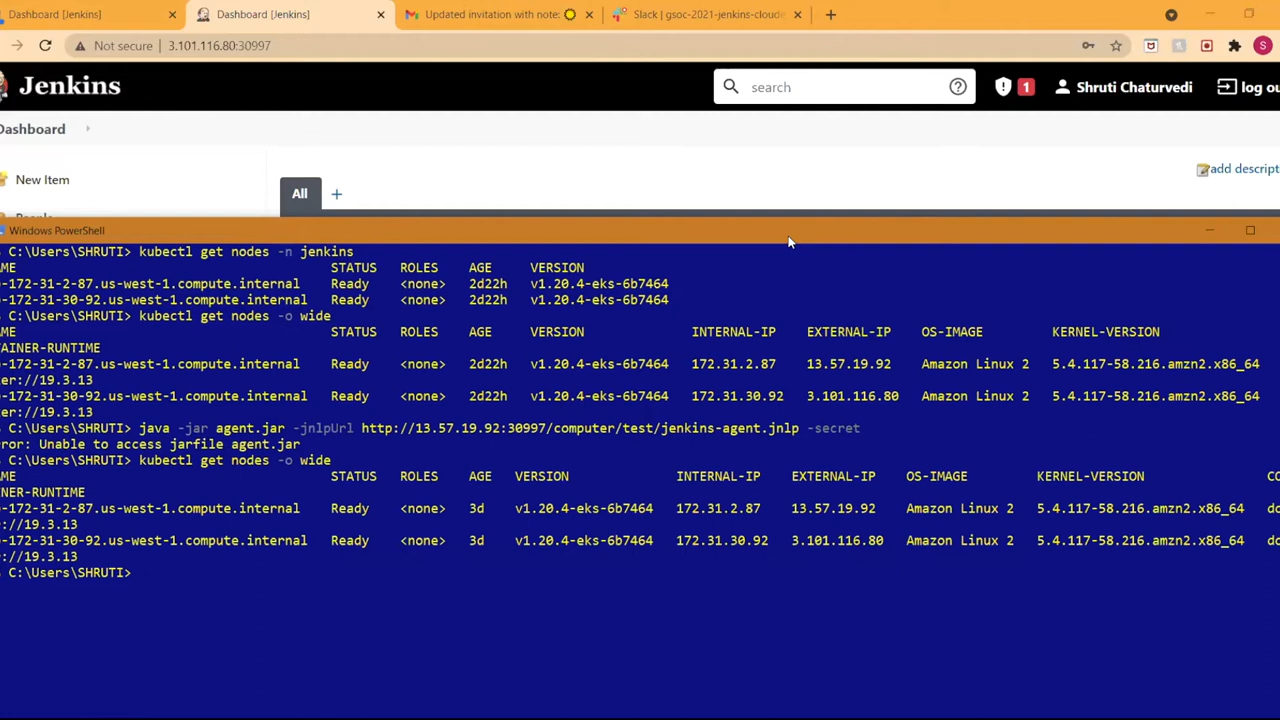 Dashboard [Jenkins]
Dashboard [Jenkins]
Updated invitation with note:
Slack | gsoc-2021-jenkins-cloude
Not secure | 3.101.116.80:30997
S
Jenkins
search
1
Shruti Chaturvedi
log ou
Dashboard
New Item
add descript
All +
People
Windows PowerShell
C:\Users\SHRUTI> kubectl get nodes -n jenkins
AME STATUS ROLES AGE VERSION
-172-31-2-87.us-west-1.compute.internal Ready <none> 2d22h v1.20.4-eks-6b7464
-172-31-30-92.us-west-1.compute.internal Ready <none> 2d22h v1.20.4-eks-6b7464
C:\Users\SHRUTI> kubectl get nodes -o wide
AME STATUS ROLES AGE VERSION INTERNAL-IP EXTERNAL-IP OS-IMAGE KERNEL-VERSION
TAINER-RUNTIME
-172-31-2-87.us-west-1.compute.internal Ready <none> 2d22h v1.20.4-eks-6b7464 172.31.2.87 13.57.19.92 Amazon Linux 2 5.4.117-58.216.amzn2.x86_64
ker://19.3.13
-172-31-30-92.us-west-1.compute.internal Ready <none> 2d22h v1.20.4-eks-6b7464 172.31.30.92 3.101.116.80 Amazon Linux 2 5.4.117-58.216.amzn2.x86_64
ker://19.3.13
C:\Users\SHRUTI> java -jar agent.jar -jnlpUrl http://13.57.19.92:30997/computer/test/jenkins-agent.jnlp -secret
ror: Unable to access jarfile agent.jar
C:\Users\SHRUTI> kubectl get nodes -o wide
AME STATUS ROLES AGE VERSION INTERNAL-IP EXTERNAL-IP OS-IMAGE KERNEL-VERSION CO
NER-RUNTIME
-172-31-2-87.us-west-1.compute.internal Ready <none> 3d v1.20.4-eks-6b7464 172.31.2.87 13.57.19.92 Amazon Linux 2 5.4.117-58.216.amzn2.x86_64 do
://19.3.13
-172-31-30-92.us-west-1.compute.internal Ready <none> 3d v1.20.4-eks-6b7464 172.31.30.92 3.101.116.80 Amazon Linux 2 5.4.117-58.216.amzn2.x86_64 do
://19.3.13
C:\Users\SHRUTI>